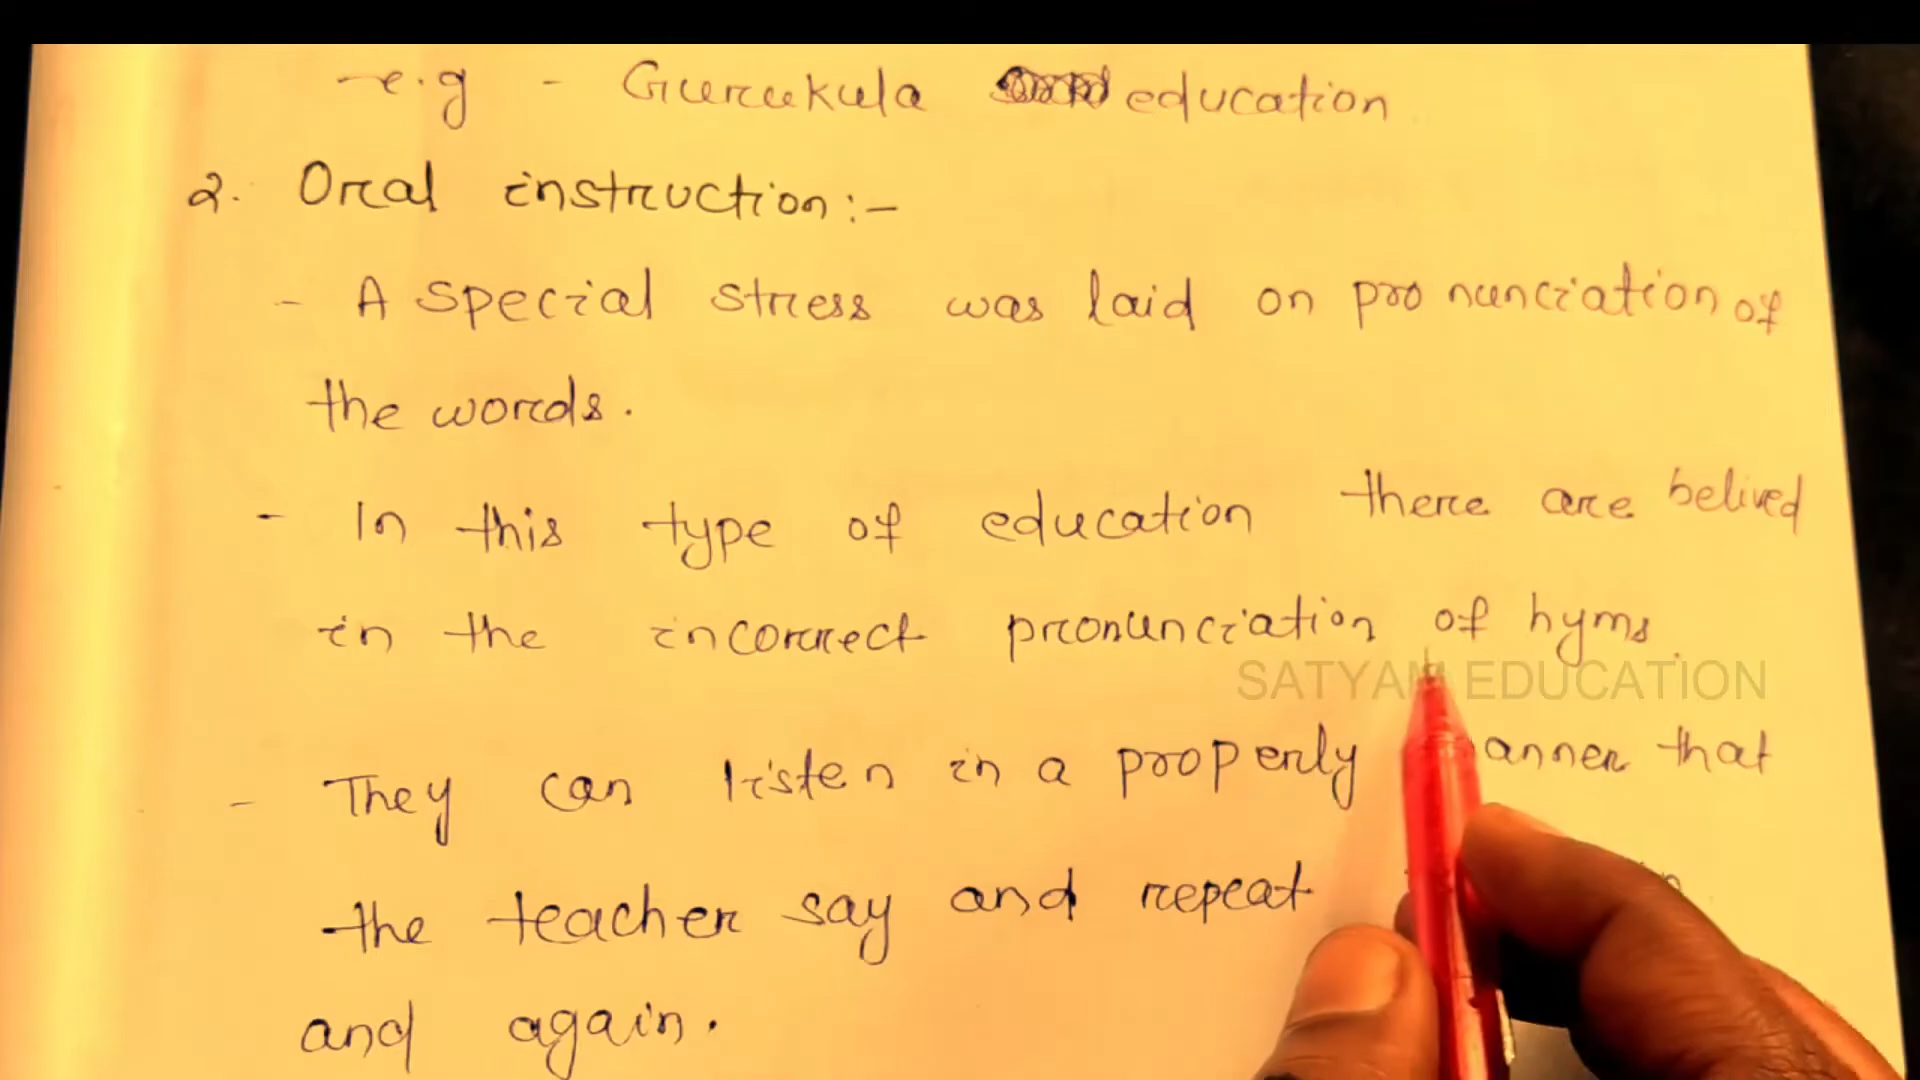 - e.g - Gurukula education
2. Oral instruction:-
- A special stress was laid on pronunciation of
the words.
- In this type of education there are belived
in the incorrect pronunciation of hyms.
SATYAM EDUCATION
- They can listen in a properly that
the teacher say and repeat
and again.